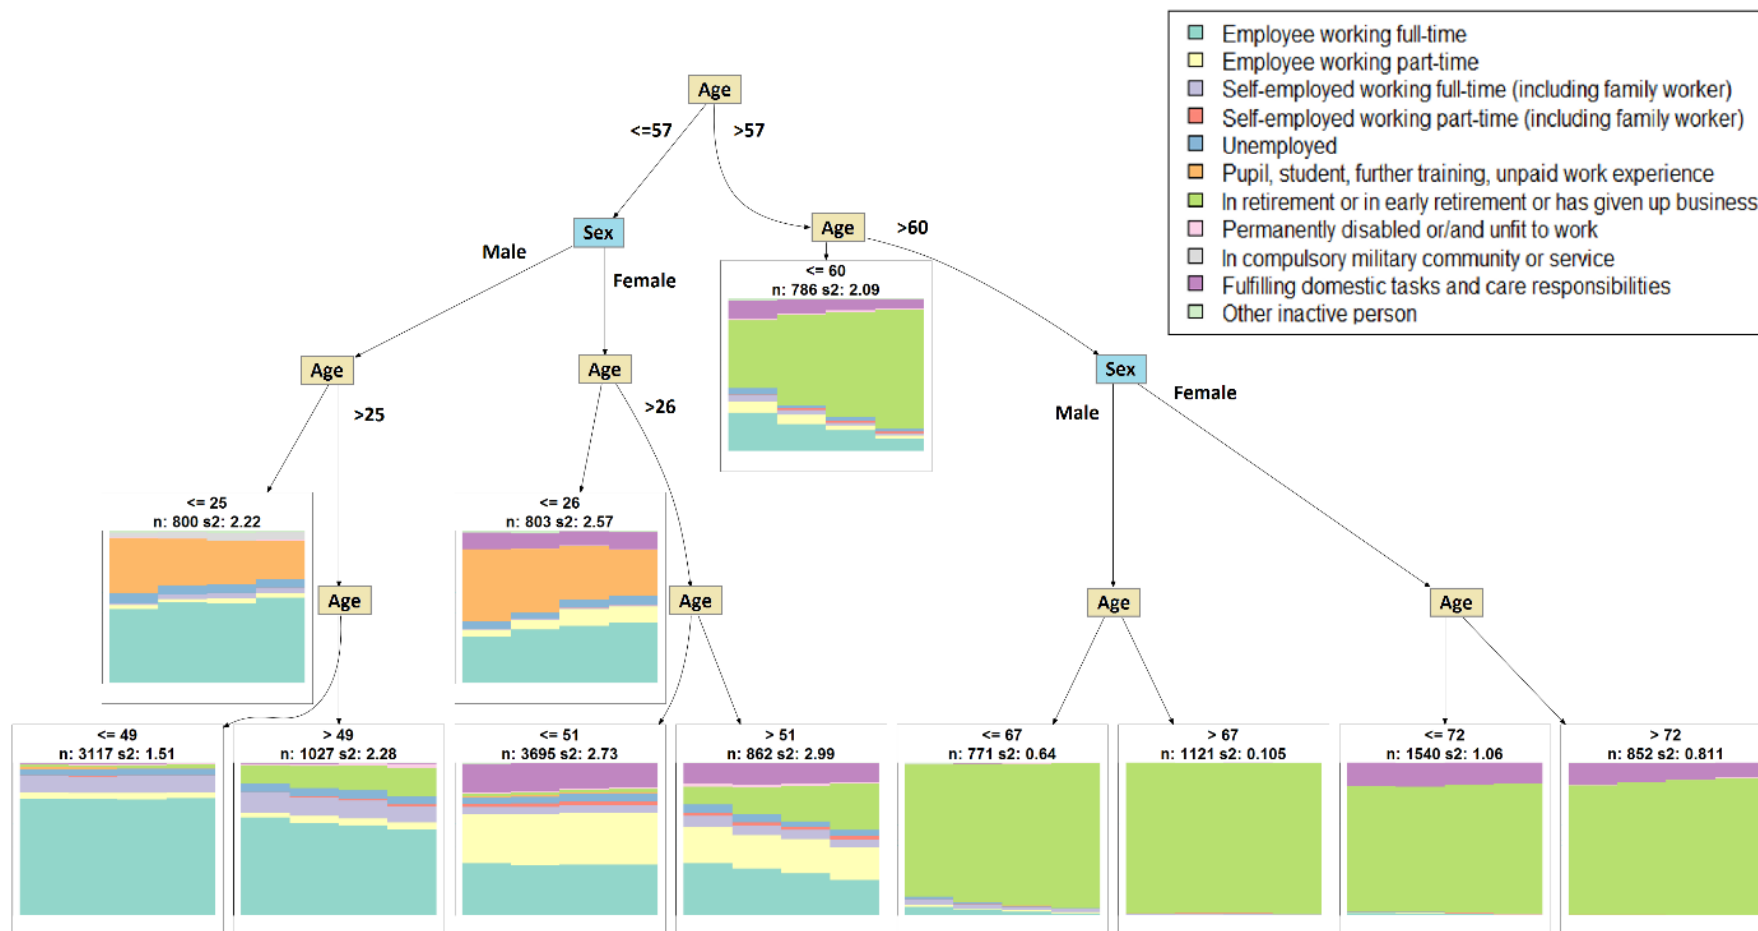 Employee working full-time
Employee working part-time
Self-employed working full-time (including family worker)
Self-employed working part-time (including family worker)
Unemployed
Pupil, student, further training, unpaid work experience
In retirement or in early retirement or has given up business
Permanently disabled or/and unfit to work
In compulsory military community or service
Fulfilling domestic tasks and care responsibilities
Other inactive person
Age
<=57
>57
Sex
Age
>60
Male
Female
<= 60
n: 786 s2: 2.09
Age
Age
Sex
>25
>26
Male
Female
<= 25
n: 800 s2: 2.22
<= 26
n: 803 s2: 2.57
Age
Age
Age
Age
<= 49
n: 3117 s2: 1.51
> 49
n: 1027 s2: 2.28
<= 51
n: 3695 s2: 2.73
> 51
n: 862 s2: 2.99
<= 67
n: 771 s2: 0.64
> 67
n: 1121 s2: 0.105
<= 72
n: 1540 s2: 1.06
> 72
n: 852 s2: 0.811